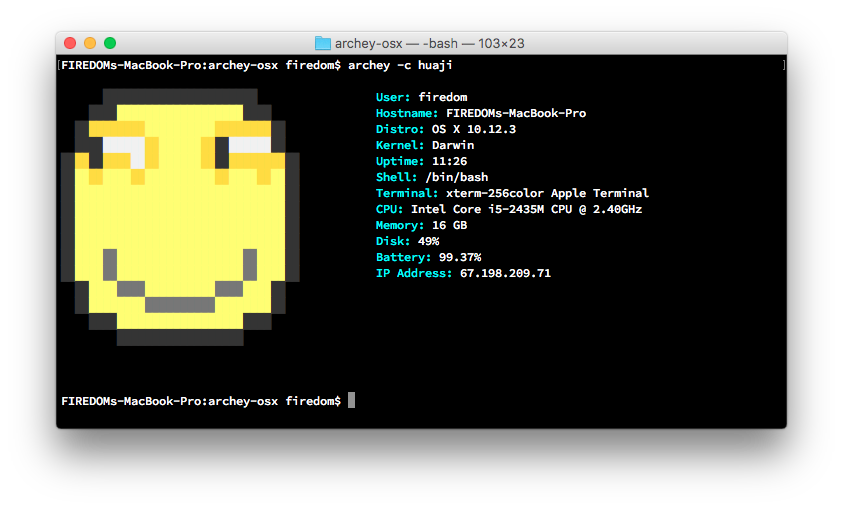 archey-osx — -bash — 103×23
[FIREDOMs-MacBook-Pro:archey-osx firedom$ archey -c huaji ]
User: firedom
Hostname: FIREDOMs-MacBook-Pro
Distro: OS X 10.12.3
Kernel: Darwin
Uptime: 11:26
Shell: /bin/bash
Terminal: xterm-256color Apple Terminal
CPU: Intel Core i5-2435M CPU @ 2.40GHz
Memory: 16 GB
Disk: 49%
Battery: 99.37%
IP Address: 67.198.209.71
FIREDOMs-MacBook-Pro:archey-osx firedom$